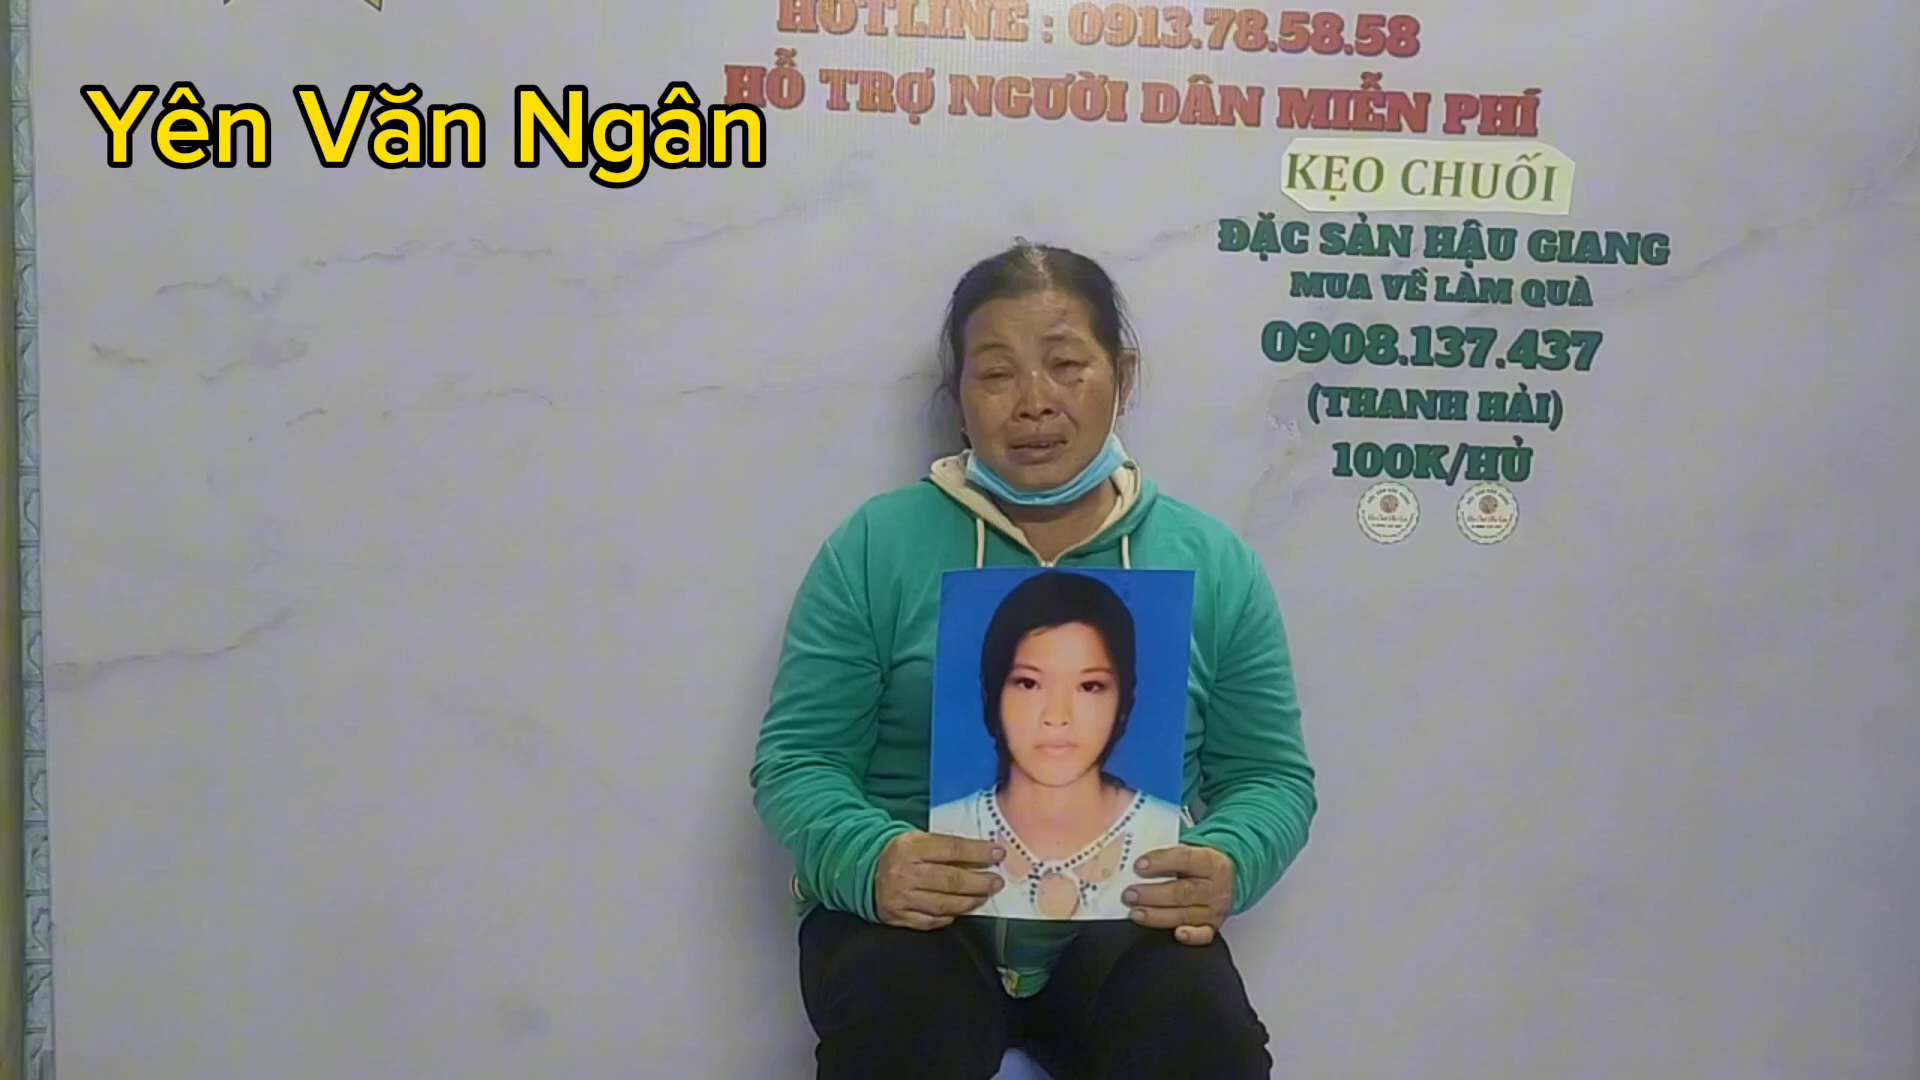 HOTLINE : 0913.78.58.58
HỖ TRỢ NGƯỜI DÂN MIỄN PHÍ
Yên Văn Ngân
KẸO CHUỐI
ĐẶC SẢN HẬU GIANG
MUA VỀ LÀM QUÀ
0908.137.437
(THANH HẢI)
100K/HỦ